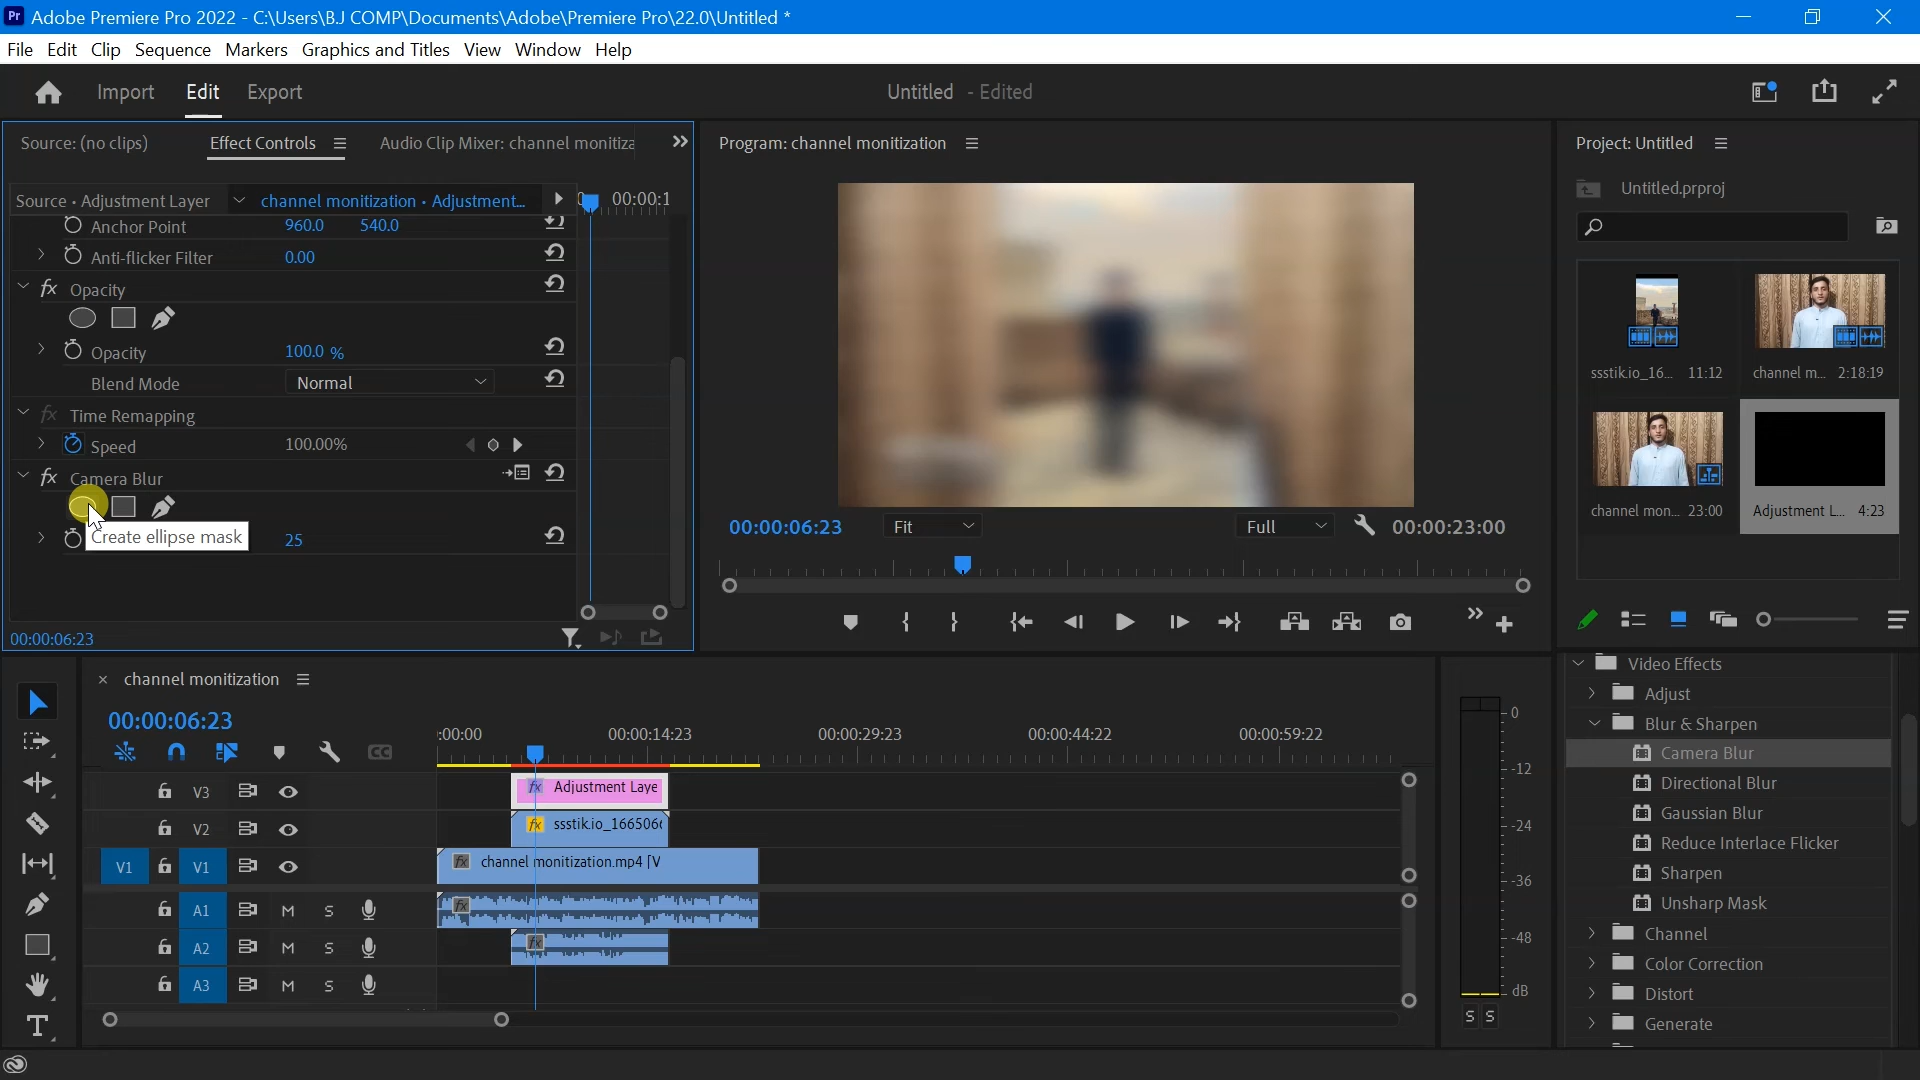 Pr Adobe Premiere Pro 2022 - C:\Users\B.J COMP\Documents\Adobe\Premiere Pro\22.0\Untitled *
File Edit Clip Sequence Markers Graphics and Titles View Window Help
Import Edit Export
Untitled - Edited
Source: (no clips) Effect Controls Audio Clip Mixer: channel monitiza
Source • Adjustment Layer channel monitization • Adjustment... 00:00:1
Anchor Point 960.0 540.0
Anti-flicker Filter 0.00
fx Opacity
Opacity 100.0 %
Blend Mode Normal
fx Time Remapping
Speed 100.00%
fx Camera Blur
Create ellipse mask 25
00:00:06:23
Program: channel monitization
00:00:06:23 Fit Full 00:00:23:00
Project: Untitled
Untitled.prproj
ssstik.io_16... 11:12 channel m... 2:18:19
channel mon... 23:00 Adjustment L... 4:23
× channel monitization
00:00:06:23
:00:00 00:00:14:23 00:00:29:23 00:00:44:22 00:00:59:22
V3 fx Adjustment Laye
V2 fx ssstik.io_166506
V1 V1 fx channel monitization.mp4 [V
A1 M S fx
A2 M S fx
A3 M S
0
-12
-24
-36
-48
dB
S S
Video Effects
Adjust
Blur & Sharpen
Camera Blur
Directional Blur
Gaussian Blur
Reduce Interlace Flicker
Sharpen
Unsharp Mask
Channel
Color Correction
Distort
Generate